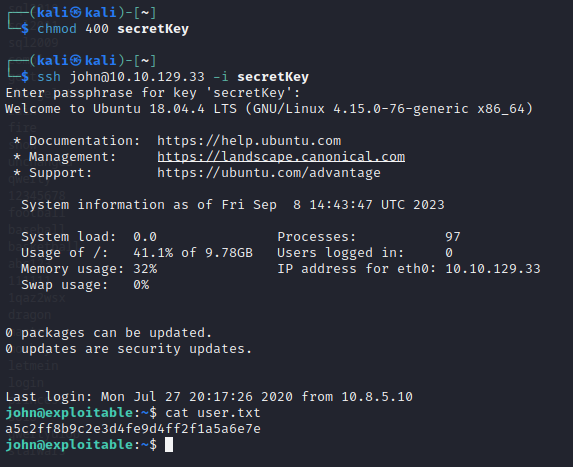 ┌──(kali㉿kali)-[~]
└─$ chmod 400 secretKey
┌──(kali㉿kali)-[~]
└─$ ssh john@10.10.129.33 -i secretKey
Enter passphrase for key 'secretKey':
Welcome to Ubuntu 18.04.4 LTS (GNU/Linux 4.15.0-76-generic x86_64)
* Documentation:  https://help.ubuntu.com
* Management:     https://landscape.canonical.com
* Support:        https://ubuntu.com/advantage
System information as of Fri Sep  8 14:43:47 UTC 2023
System load:  0.0               Processes:           97
Usage of /:   41.1% of 9.78GB   Users logged in:     0
Memory usage: 32%               IP address for eth0: 10.10.129.33
Swap usage:   0%
0 packages can be updated.
0 updates are security updates.
letmein
login
Last login: Mon Jul 27 20:17:26 2020 from 10.8.5.10
john@exploitable:~$ cat user.txt
a5c2ff8b9c2e3d4fe9d4ff2f1a5a6e7e
john@exploitable:~$